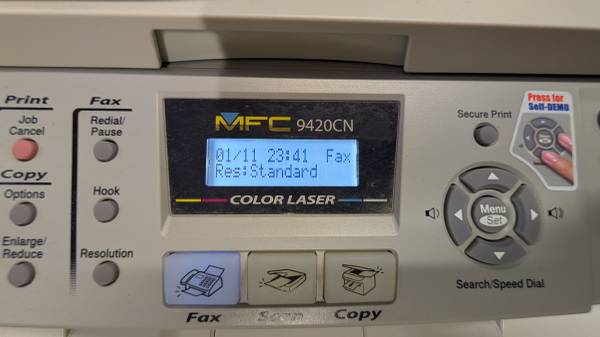 Print
Job
Cancel
Copy
Options
Enlarge/
Reduce
Fax
Redial/
Pause
Hook
Resolution
MFC 9420CN
01/11 23:41 Fax
Res:Standard
COLOR LASER
Fax
Scan
Copy
Secure Print
Press for
Self-DEMO
Menu
Set
Search/Speed Dial